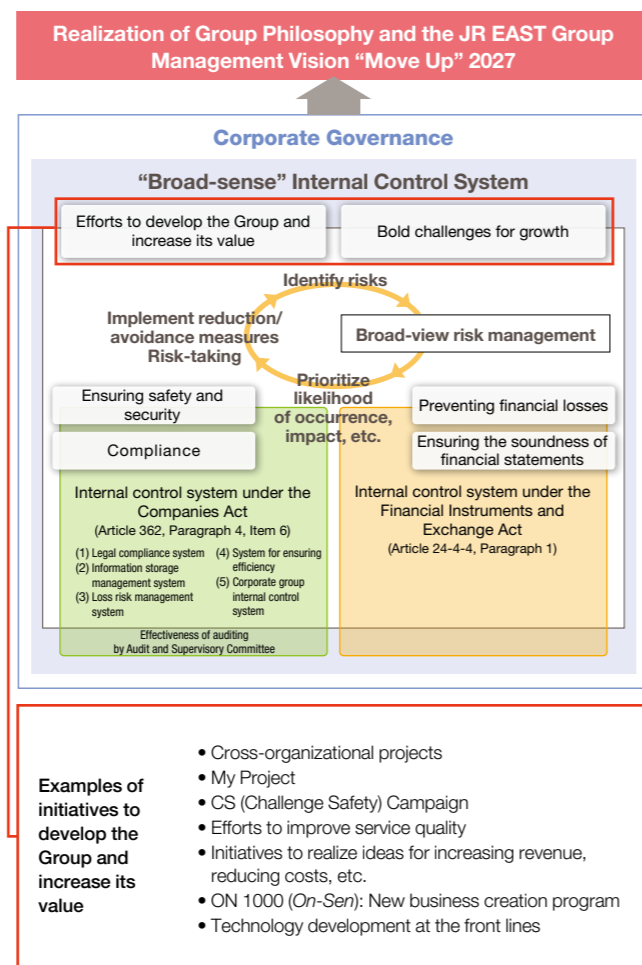 Realization of Group Philosophy and the JR EAST Group
Management Vision “Move Up” 2027
Corporate Governance
“Broad-sense” Internal Control System
Efforts to develop the Group and
increase its value
Bold challenges for growth
Identify risks
Implement reduction/
avoidance measures
Risk-taking
Broad-view risk management
Prioritize
likelihood
of occurrence,
impact, etc.
Ensuring safety and
security
Compliance
Preventing financial losses
Ensuring the soundness of
financial statements
Internal control system under the
Companies Act
(Article 362, Paragraph 4, Item 6)
(1) Legal compliance system
(2) Information storage
management system
(3) Loss risk management
system
(4) System for ensuring
efficiency
(5) Corporate group
internal control
system
Effectiveness of auditing
by Audit and Supervisory Committee
Internal control system under the
Financial Instruments and
Exchange Act
(Article 24-4-4, Paragraph 1)
Examples of
initiatives to
develop the
Group and
increase its
value
• Cross-organizational projects
• My Project
• CS (Challenge Safety) Campaign
• Efforts to improve service quality
• Initiatives to realize ideas for increasing revenue,
reducing costs, etc.
• ON 1000 (On-Sen): New business creation program
• Technology development at the front lines